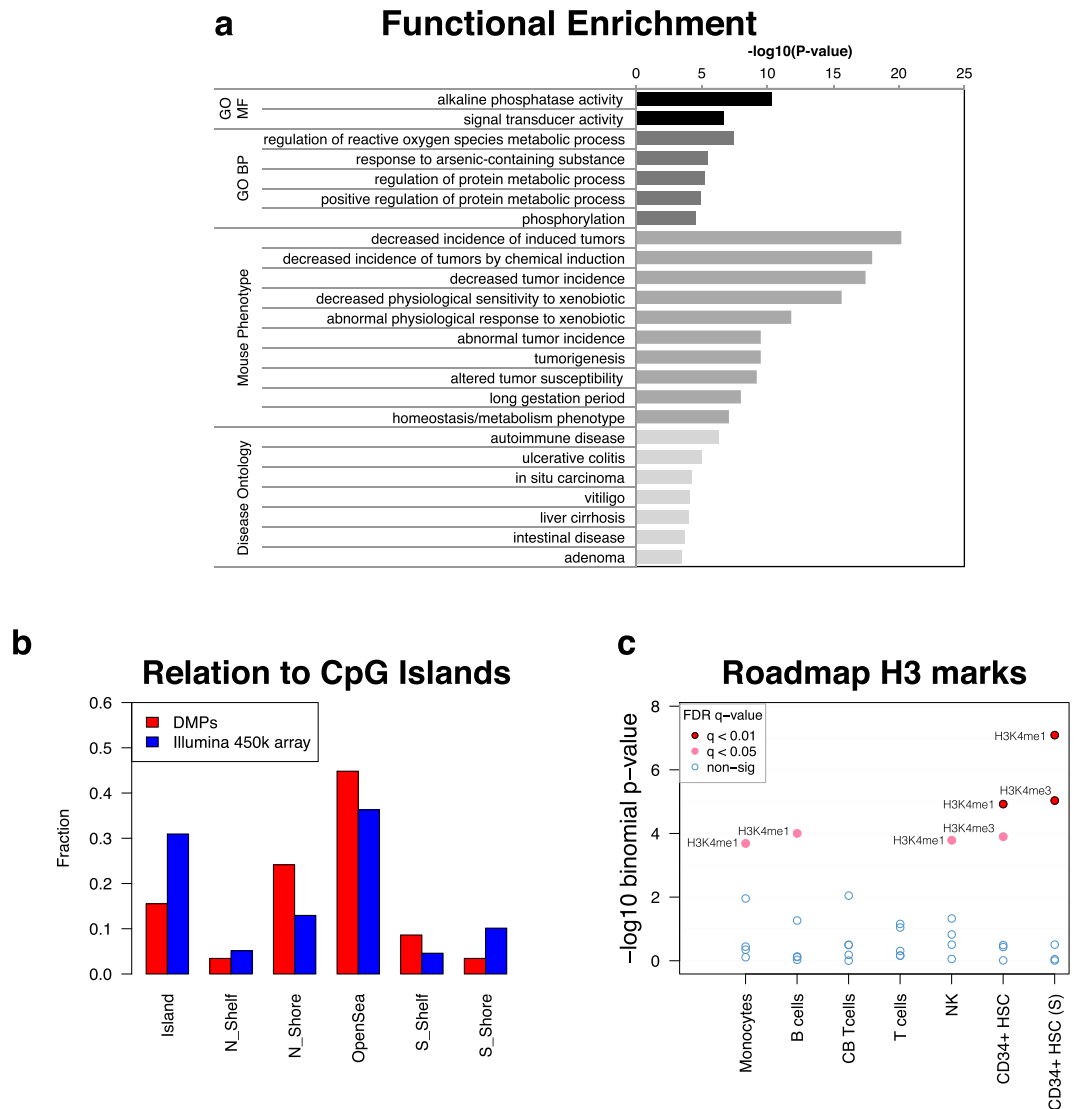 a
Functional Enrichment
-log10(P-value)
0 5 10 15 20 25
GO MF
alkaline phosphatase activity
signal transducer activity
GO BP
regulation of reactive oxygen species metabolic process
response to arsenic-containing substance
regulation of protein metabolic process
positive regulation of protein metabolic process
phosphorylation
Mouse Phenotype
decreased incidence of induced tumors
decreased incidence of tumors by chemical induction
decreased tumor incidence
decreased physiological sensitivity to xenobiotic
abnormal physiological response to xenobiotic
abnormal tumor incidence
tumorigenesis
altered tumor susceptibility
long gestation period
homeostasis/metabolism phenotype
Disease Ontology
autoimmune disease
ulcerative colitis
in situ carcinoma
vitiligo
liver cirrhosis
intestinal disease
adenoma
b
Relation to CpG Islands
DMPs
Illumina 450k array
Fraction
0.6
0.5
0.4
0.3
0.2
0.1
0.0
Island
N_Shelf
N_Shore
OpenSea
S_Shelf
S_Shore
c
Roadmap H3 marks
FDR q-value
q < 0.01
q < 0.05
non−sig
−log10 binomial p−value
8
6
4
2
0
H3K4me1
H3K4me3
H3K4me1
H3K4me3
H3K4me1
H3K4me1
H3K4me1
Monocytes
B cells
CB Tcells
T cells
NK
CD34+ HSC
CD34+ HSC (S)